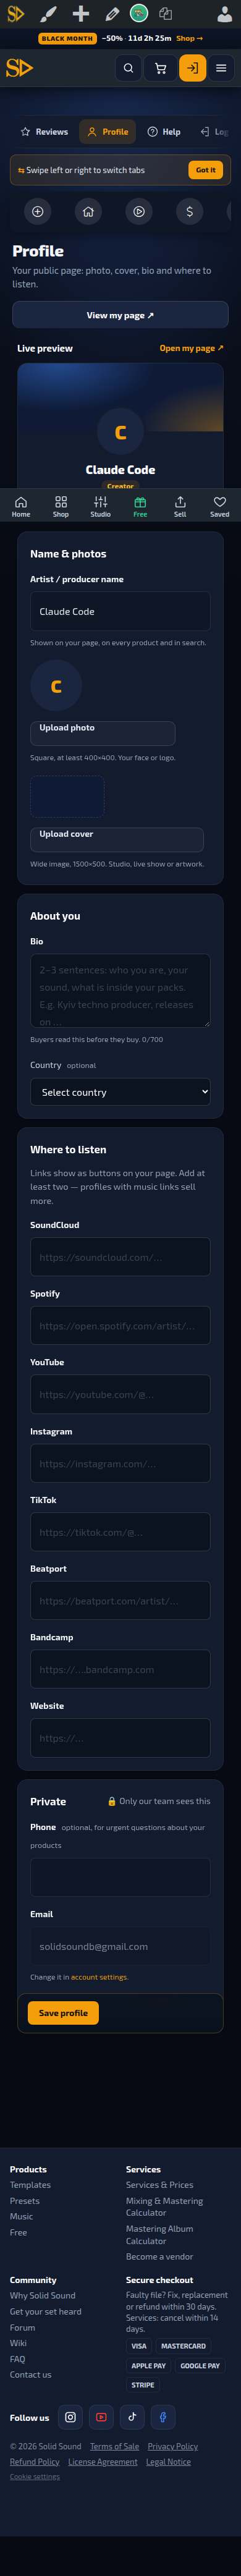 BLACK MONTH −50% · 11d 2h 25m Shop →
Reviews Profile Help
⇆ Swipe left or right to switch tabs Got it
Profile
Your public page: photo, cover, bio and where to
listen.
View my page ↗
Live preview Open my page ↗
C
Claude Code
Creator
Home Shop Studio Free Sell Saved
Name & photos
Artist / producer name
Claude Code
Shown on your page, on every product and in search.
C
Upload photo
Square, at least 400×400. Your face or logo.
Upload cover
Wide image, 1500×500. Studio, live show or artwork.
About you
Bio
2–3 sentences: who you are, your
sound, what is inside your packs.
E.g. Kyiv techno producer, releases
on …
Buyers read this before they buy. 0/700
Country optional
Select country
Where to listen
Links show as buttons on your page. Add at
least two — profiles with music links sell
more.
SoundCloud
https://soundcloud.com/…
Spotify
https://open.spotify.com/artist/…
YouTube
https://youtube.com/@…
Instagram
https://instagram.com/…
TikTok
https://tiktok.com/@…
Beatport
https://beatport.com/artist/…
Bandcamp
https://….bandcamp.com
Website
https://…
Private 🔒 Only our team sees this
Phone optional, for urgent questions about your
products
Email
solidsoundb@gmail.com
Change it in account settings.
Save profile
Products
Templates
Presets
Music
Free
Services
Services & Prices
Mixing & Mastering
Calculator
Mastering Album
Calculator
Become a vendor
Community
Why Solid Sound
Get your set heard
Forum
Wiki
FAQ
Contact us
Secure checkout
Faulty file? Fix, replacement
or refund within 30 days.
Services: cancel within 14
days.
VISA MASTERCARD
APPLE PAY GOOGLE PAY
STRIPE
Follow us
© 2026 Solid Sound Terms of Sale Privacy Policy
Refund Policy License Agreement Legal Notice
Cookie settings